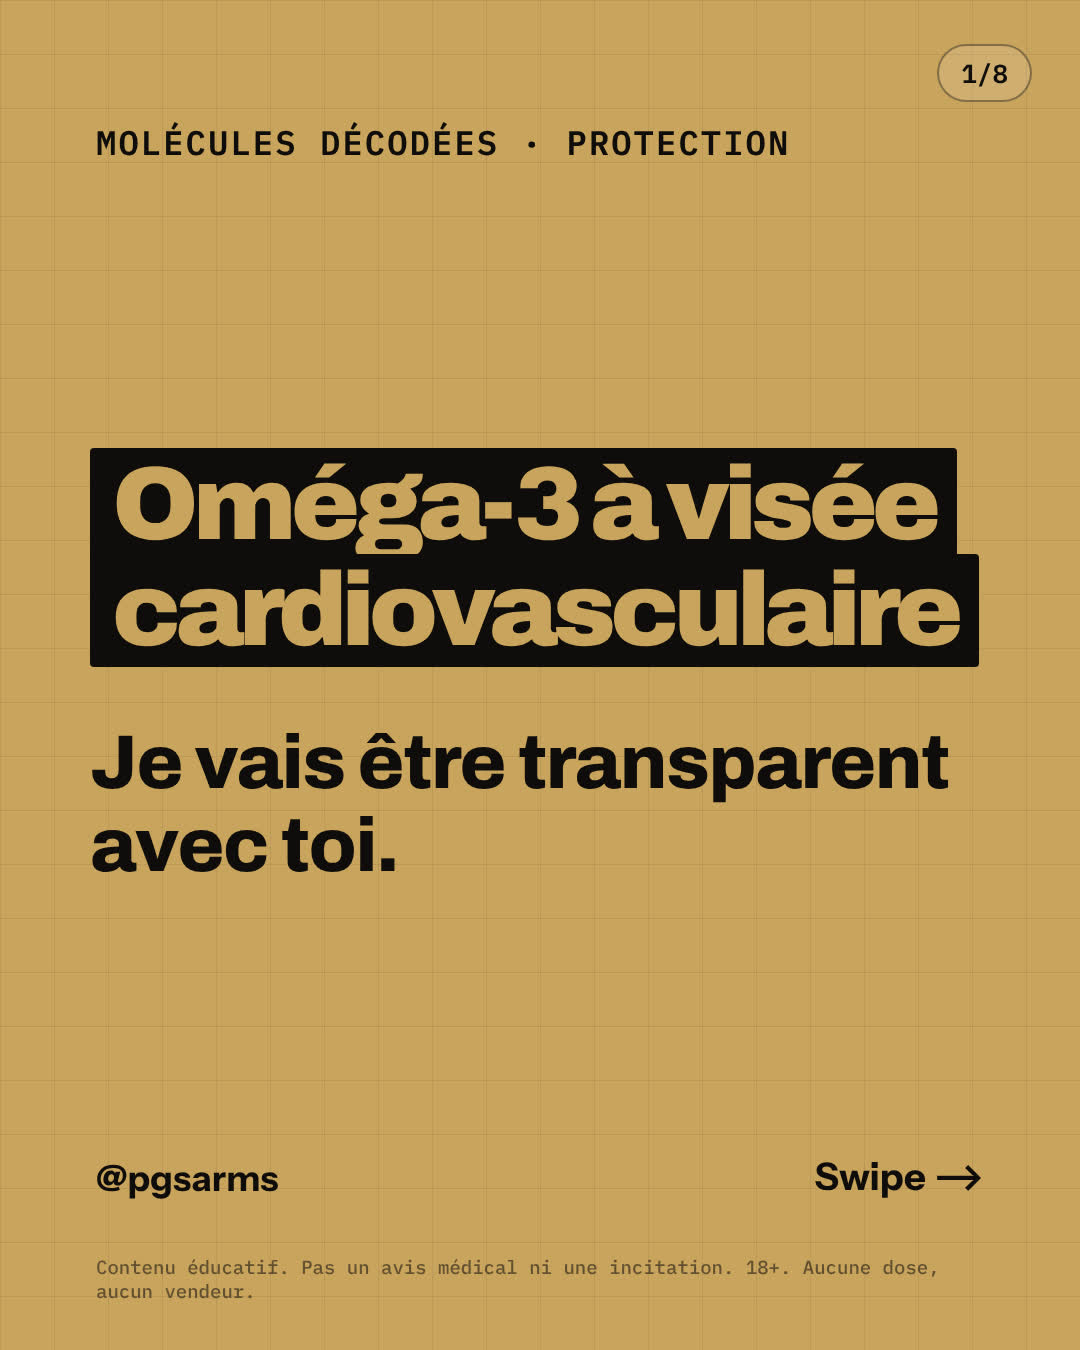 1/8
MOLÉCULES DÉCODÉES · PROTECTION
Oméga-3 à visée
cardiovasculaire
Je vais être transparent
avec toi.
@pgsarms
Swipe →
Contenu éducatif. Pas un avis médical ni une incitation. 18+. Aucune dose,
aucun vendeur.